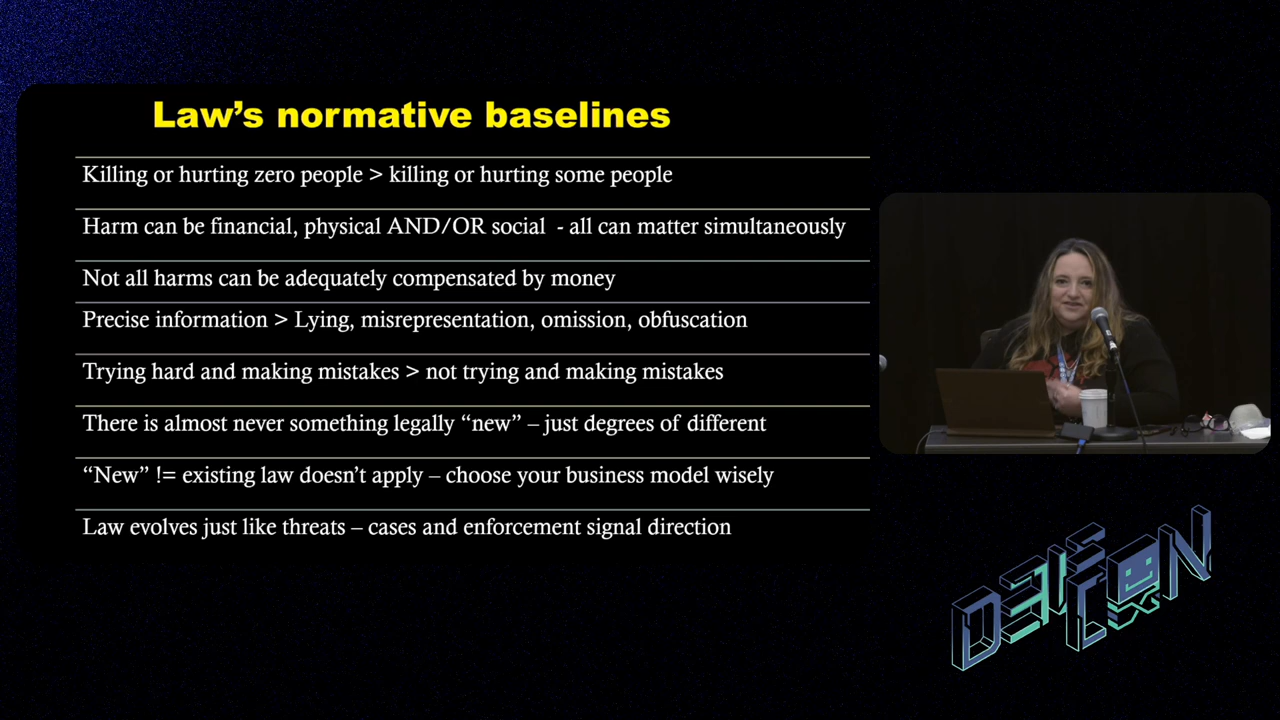 Law’s normative baselines
Killing or hurting zero people > killing or hurting some people
Harm can be financial, physical AND/OR social - all can matter simultaneously
Not all harms can be adequately compensated by money
Precise information > Lying, misrepresentation, omission, obfuscation
Trying hard and making mistakes > not trying and making mistakes
There is almost never something legally “new” – just degrees of different
“New” != existing law doesn’t apply – choose your business model wisely
Law evolves just like threats – cases and enforcement signal direction
DEF
CON